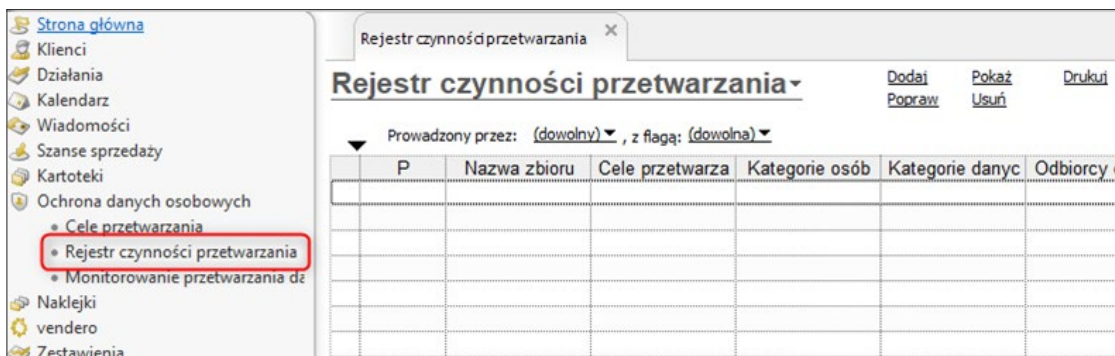 Strona główna
Klienci
Działania
Kalendarz
Wiadomości
Szanse sprzedaży
Kartoteki
Ochrona danych osobowych
Cele przetwarzania
Rejestr czynności przetwarzania
Monitorowanie przetwarzania da
Naklejki
vendero
Zestawienia
Rejestr czynności przetwarzania
Rejestr czynności przetwarzania
Dodaj Pokaż Drukuj
Popraw Usuń
Prowadzony przez: (dowolny) , z flagą: (dowolna)
P Nazwa zbioru Cele przetwarza Kategorie osób Kategorie danyc Odbiorcy